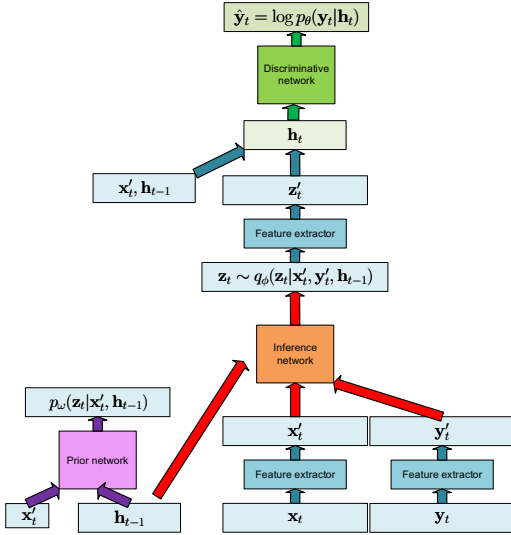 ŷ_t = log p_θ(y_t|h_t)
Discriminative
network
h_t
x′_t, h_{t−1}
z′_t
Feature extractor
z_t ∼ q_ϕ(z_t|x′_t, y′_t, h_{t−1})
Inference
network
p_ω(z_t|x′_t, h_{t−1})
x′_t
y′_t
Prior network
Feature extractor
Feature extractor
x′_t
h_{t−1}
x_t
y_t